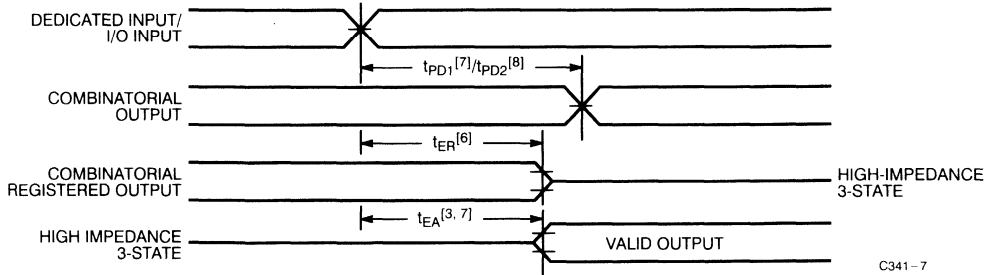 DEDICATED INPUT/
I/O INPUT
tPD1[7]/tPD2[8]
COMBINATORIAL
OUTPUT
tER[6]
COMBINATORIAL
REGISTERED OUTPUT
HIGH-IMPEDANCE
3-STATE
tEA[3, 7]
HIGH IMPEDANCE
3-STATE
VALID OUTPUT
C341-7